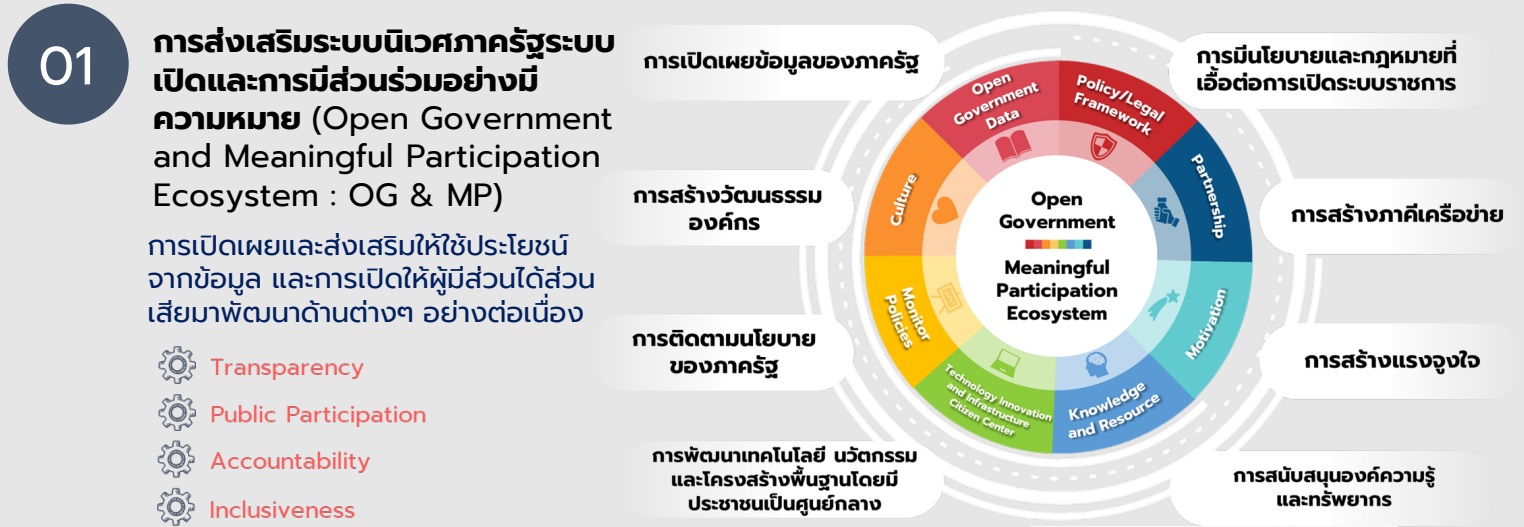 01
การส่งเสริมระบบนิเวศภาครัฐระบบ
เปิดและการมีส่วนร่วมอย่างมี
ความหมาย (Open Government
and Meaningful Participation
Ecosystem : OG & MP)
การเปิดเผยและส่งเสริมให้ใช้ประโยชน์
จากข้อมูล และการเปิดให้ผู้มีส่วนได้ส่วน
เสียมาพัฒนาด้านต่างๆ อย่างต่อเนื่อง
Transparency
Public Participation
Accountability
Inclusiveness
การเปิดเผยข้อมูลของภาครัฐ
การสร้างวัฒนธรรม
องค์กร
การติดตามนโยบาย
ของภาครัฐ
การพัฒนาเทคโนโลยี นวัตกรรม
และโครงสร้างพื้นฐานโดยมี
ประชาชนเป็นศูนย์กลาง
Open
Government
Data
Policy/Legal
Framework
Partnership
Motivation
Knowledge
and Resource
Technology Innovation
and Infrastructure
Citizen Center
Monitor
Policies
Culture
Open
Government
Meaningful
Participation
Ecosystem
การมีนโยบายและกฎหมายที่
เอื้อต่อการเปิดระบบราชการ
การสร้างภาคีเครือข่าย
การสร้างแรงจูงใจ
การสนับสนุนองค์ความรู้
และทรัพยากร